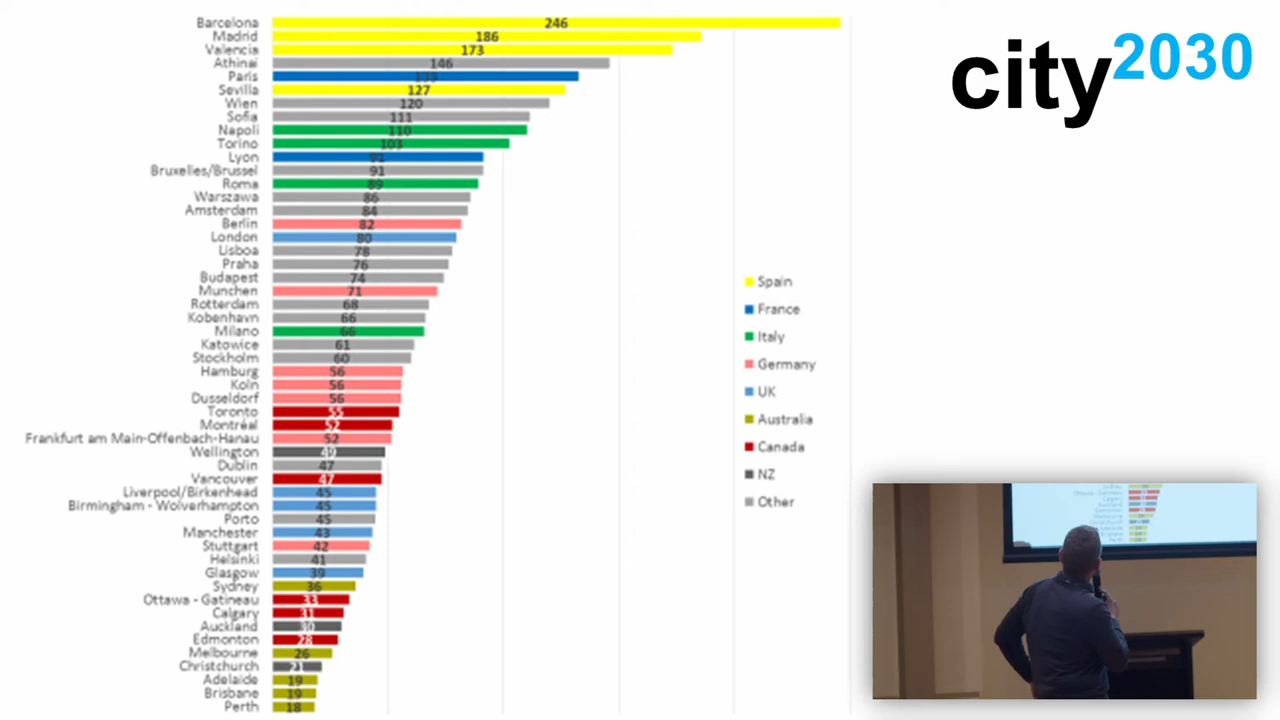 Barcelona 246
Madrid 186
Valencia 173
Athinai 146
Paris 133
Sevilla 127
Wien 120
Sofia 111
Napoli 110
Torino 103
Lyon 91
Bruxelles/Brussel 91
Roma 89
Warszawa 86
Amsterdam 84
Berlin 82
London 80
Lisboa 78
Praha 76
Budapest 74
Munchen 71
Rotterdam 68
Kobenhavn 66
Milano 66
Katowice 61
Stockholm 60
Hamburg 56
Koln 56
Dusseldorf 56
Toronto 55
Montréal 52
Frankfurt am Main-Offenbach-Hanau 52
Wellington 49
Dublin 47
Vancouver 47
Liverpool/Birkenhead 45
Birmingham - Wolverhampton 45
Porto 45
Manchester 43
Stuttgart 42
Helsinki 41
Glasgow 39
Sydney 36
Ottawa - Gatineau 33
Calgary 31
Auckland 30
Edmonton 28
Melbourne 26
Christchurch 21
Adelaide 19
Brisbane 19
Perth 18
Spain
France
Italy
Germany
UK
Australia
Canada
NZ
Other
city2030